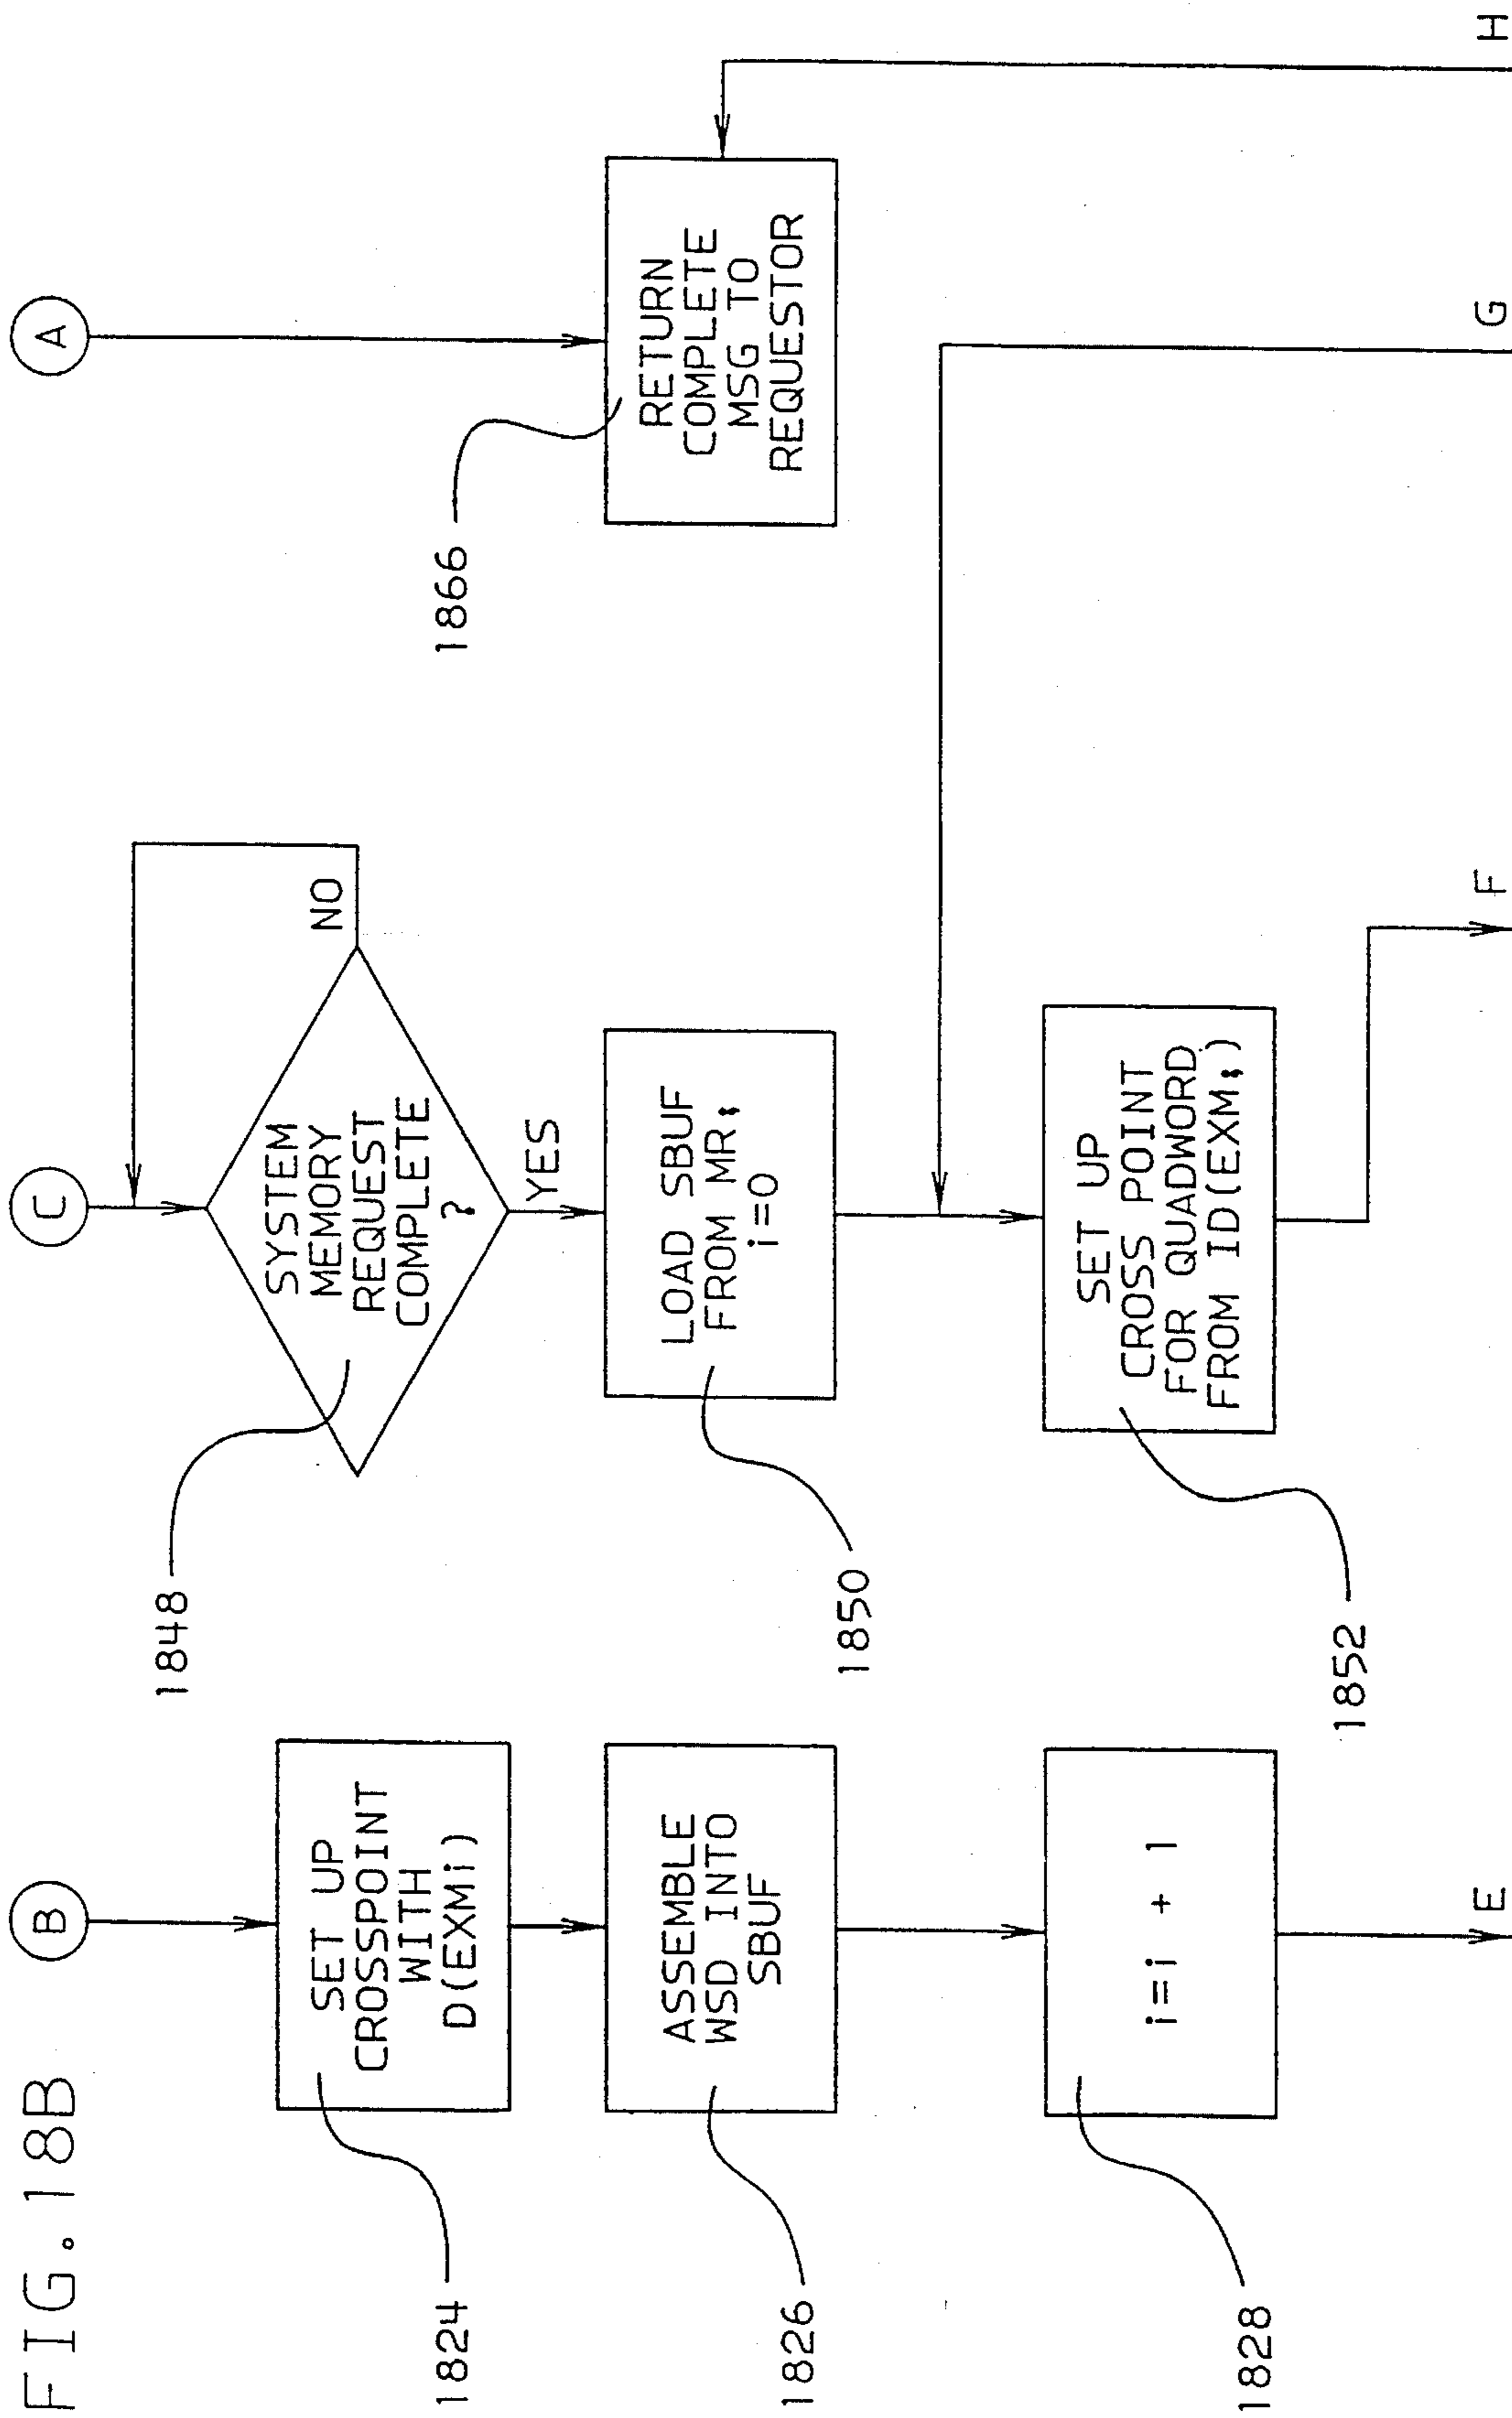 FIG.18B
B
1824
SET UP
CROSSPOINT
WITH
D(EXMi)
1826
ASSEMBLE
WSD INTO
SBUF
1828
i=i + 1
E
C
1848
SYSTEM
MEMORY
REQUEST
COMPLETE
?
NO
YES
1850
LOAD SBUF
FROM MR;
i=0
1852
SET UP
CROSS POINT
FOR QUADWORD
FROM ID(EXM;)
F
A
1866
RETURN
COMPLETE
MSG TO
REQUESTOR
G
H